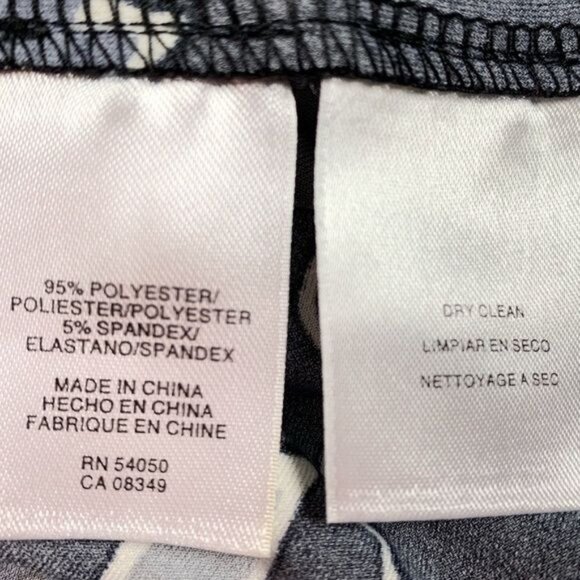 95% POLYESTER/
POLIESTER/POLYESTER
5% SPANDEX/
ELASTANO/SPANDEX
MADE IN CHINA
HECHO EN CHINA
FABRIQUE EN CHINE
RN 54050
CA 08349
DRY CLEAN
LIMPIAR EN SECO
NETTOYAGE A SEC